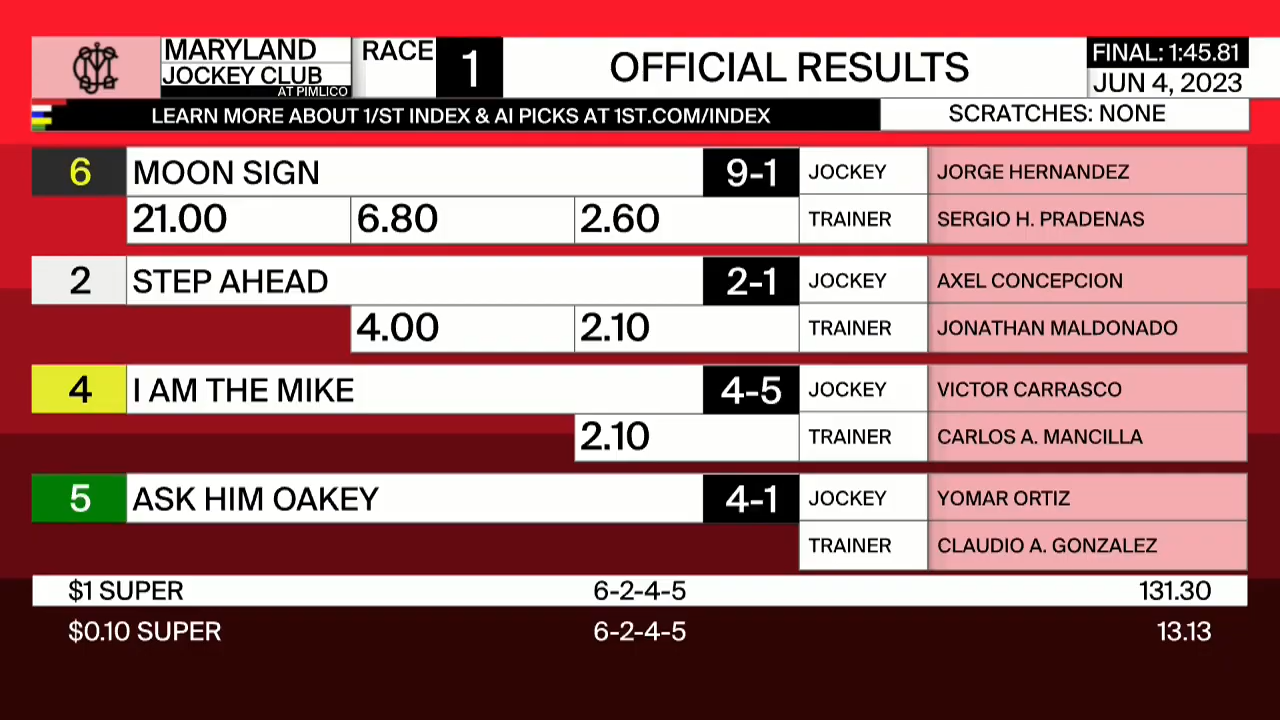 MARYLAND
JOCKEY CLUB
AT PIMLICO
RACE 1
OFFICIAL RESULTS
FINAL: 1:45.81
JUN 4, 2023
LEARN MORE ABOUT 1/ST INDEX & AI PICKS AT 1ST.COM/INDEX
SCRATCHES: NONE
6 MOON SIGN 9-1 JOCKEY JORGE HERNANDEZ
21.00 6.80 2.60 TRAINER SERGIO H. PRADENAS
2 STEP AHEAD 2-1 JOCKEY AXEL CONCEPCION
4.00 2.10 TRAINER JONATHAN MALDONADO
4 I AM THE MIKE 4-5 JOCKEY VICTOR CARRASCO
2.10 TRAINER CARLOS A. MANCILLA
5 ASK HIM OAKEY 4-1 JOCKEY YOMAR ORTIZ
TRAINER CLAUDIO A. GONZALEZ
$1 SUPER 6-2-4-5 131.30
$0.10 SUPER 6-2-4-5 13.13